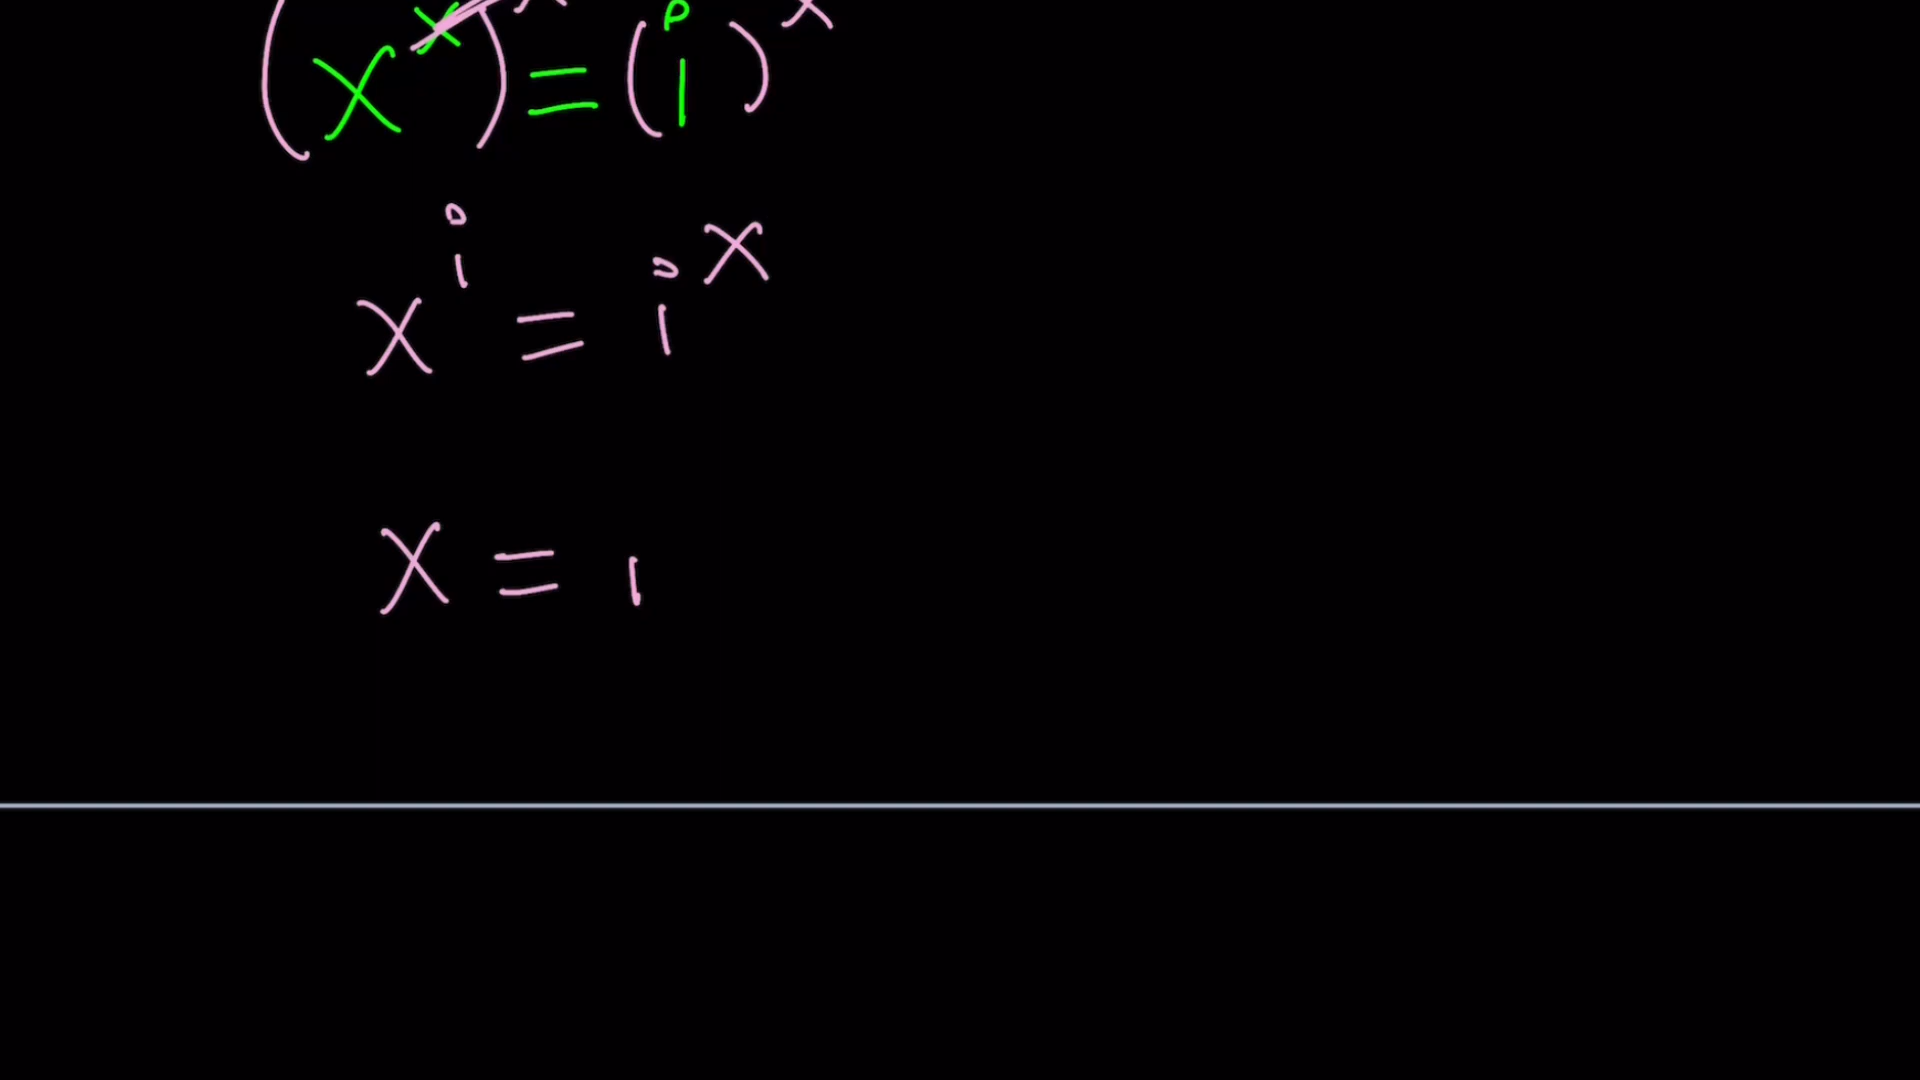 (x^x) = (i)^x
x^i = i^x
x = i